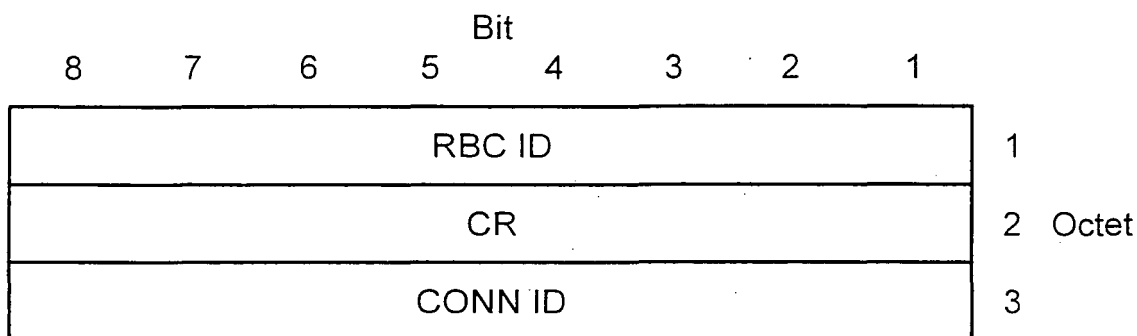 Bit
8 7 6 5 4 3 2 1
RBC ID 1
CR 2 Octet
CONN ID 3